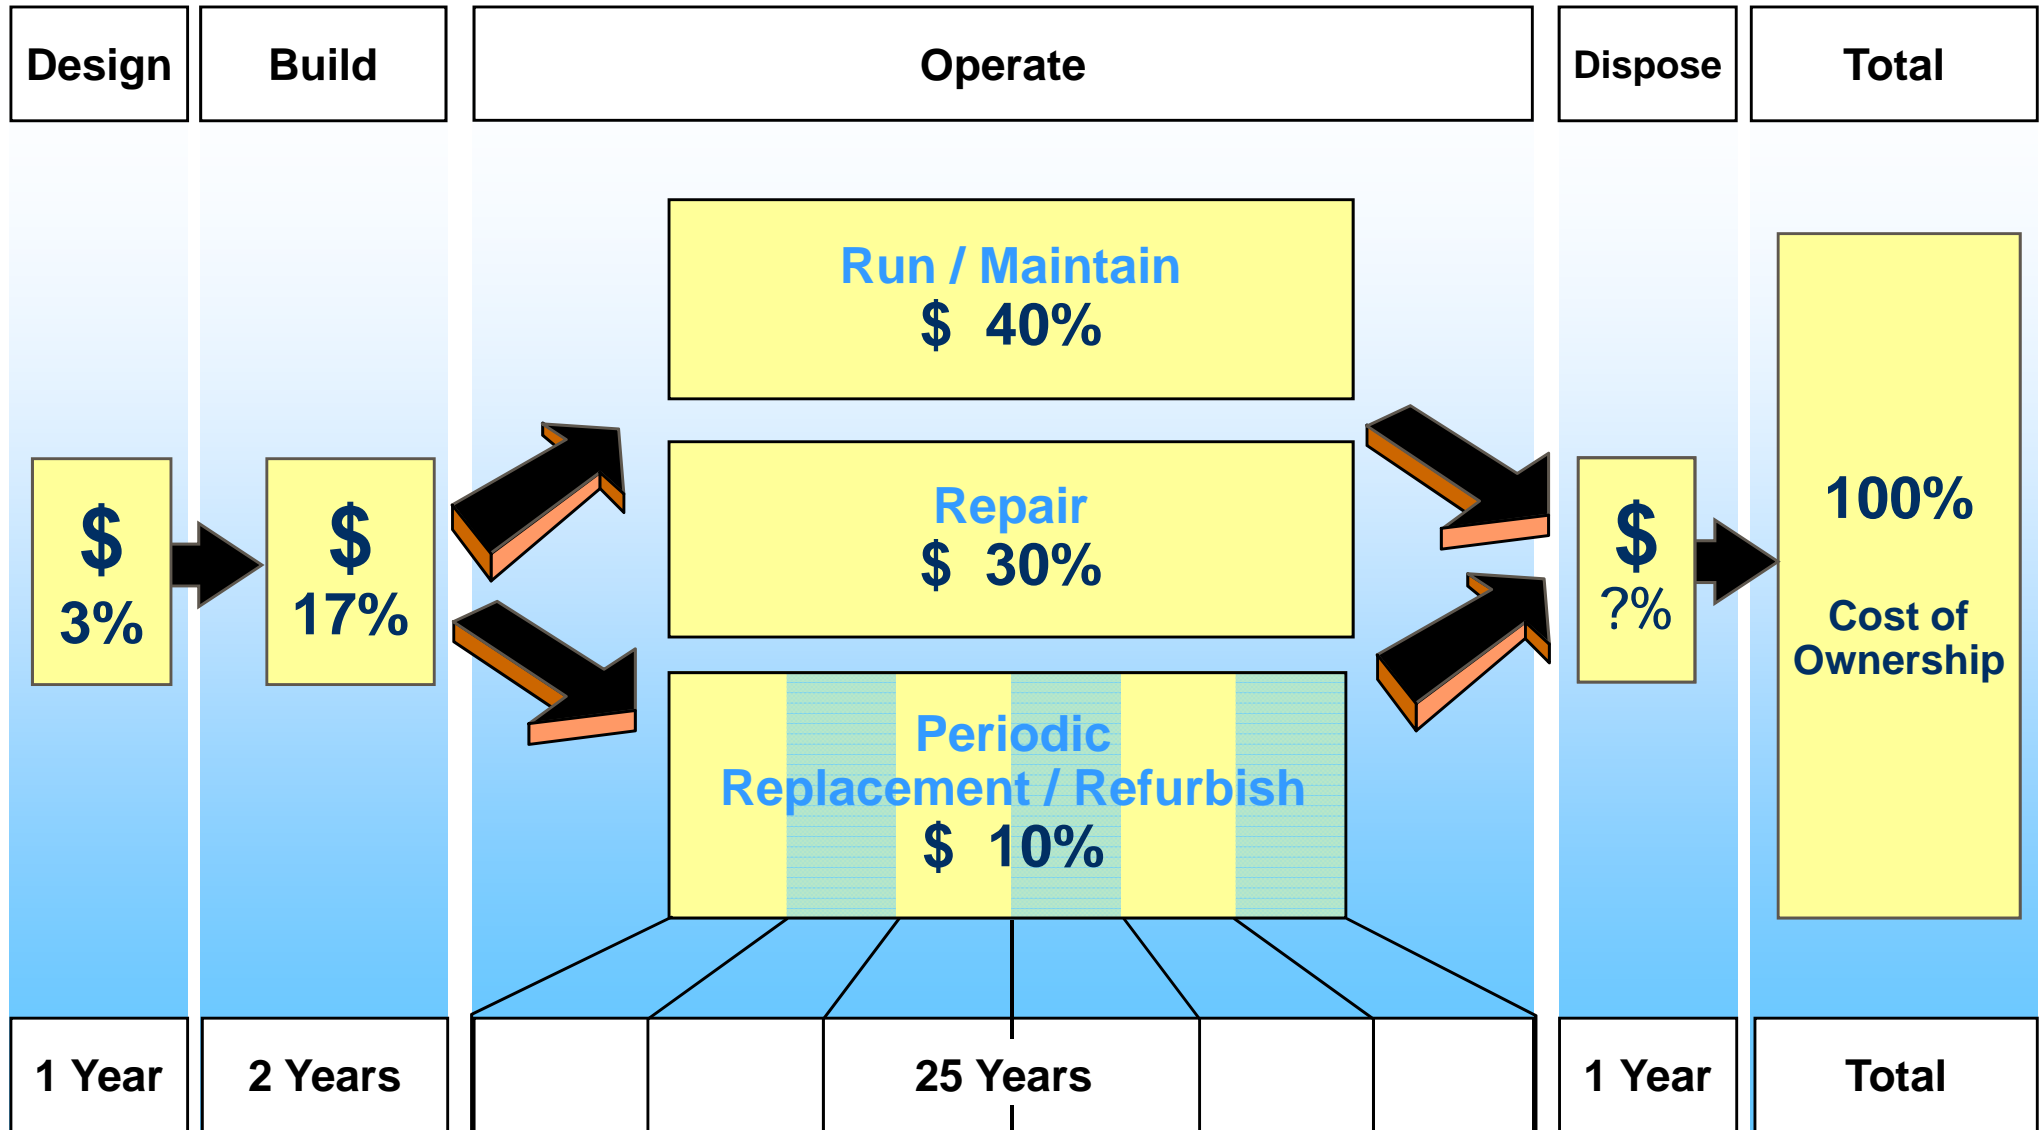 Design
Build
Operate
Dispose
Total
Run / Maintain
$ 40%
$
3%
$
17%
Repair
$ 30%
$
?%
100%
Cost of
Ownership
Periodic
Replacement / Refurbish
$ 10%
1 Year
2 Years
25 Years
1 Year
Total